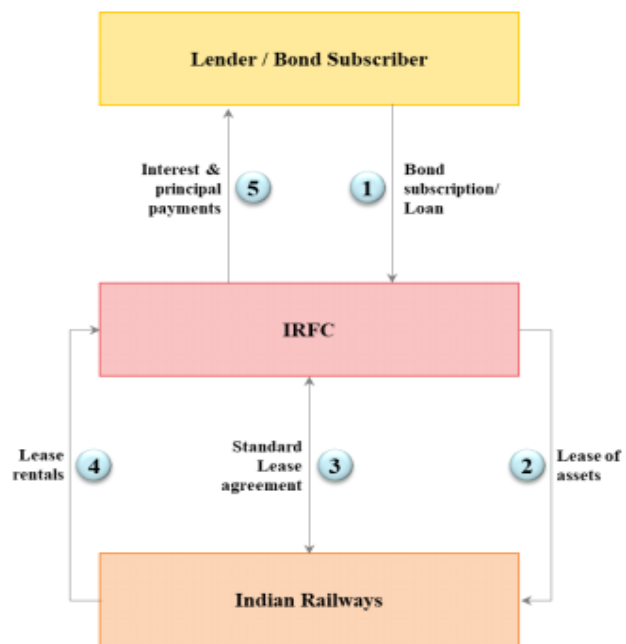 Lender / Bond Subscriber
Interest &
principal
payments
5
1
Bond
subscription/
Loan
IRFC
Lease
rentals
4
Standard
Lease
agreement
3
2
Lease of
assets
Indian Railways